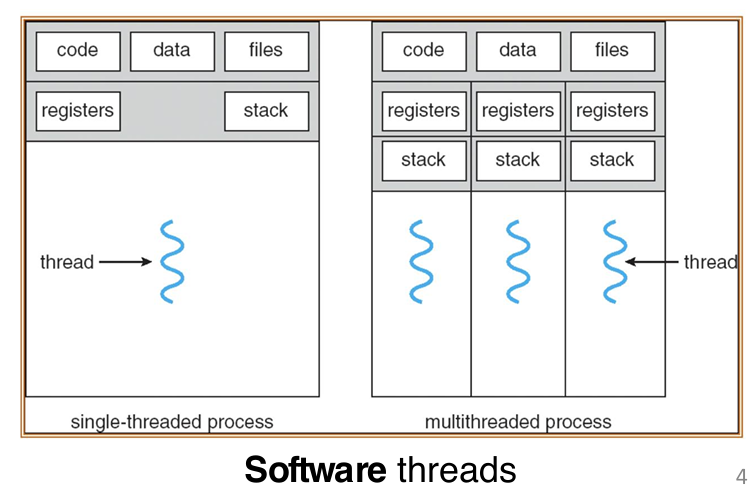 code data files code data files
registers stack registers registers registers
stack stack stack
thread thread
single-threaded process multithreaded process
Software threads
4